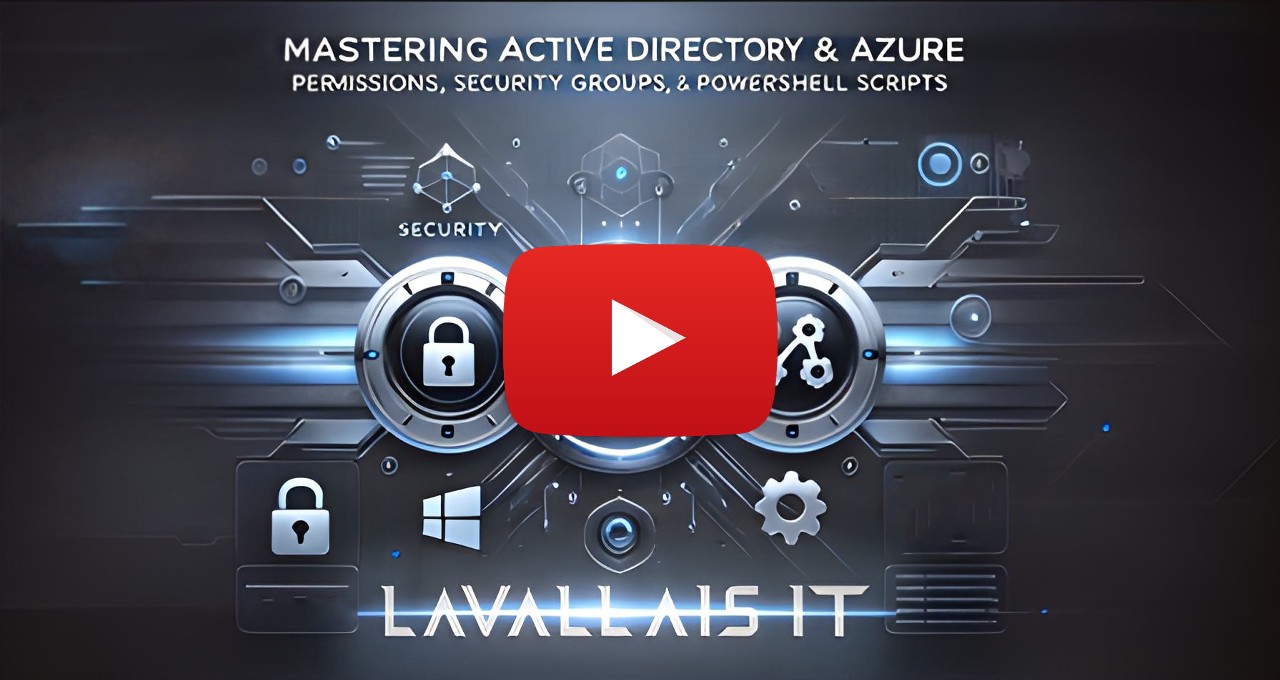 MASTERING ACTIVE DIRECTORY & AZURE
PERMISSIONS, SECURITY GROUPS, & POWERSHELL SCRIPTS
SECURITY
LAVALLAIS IT